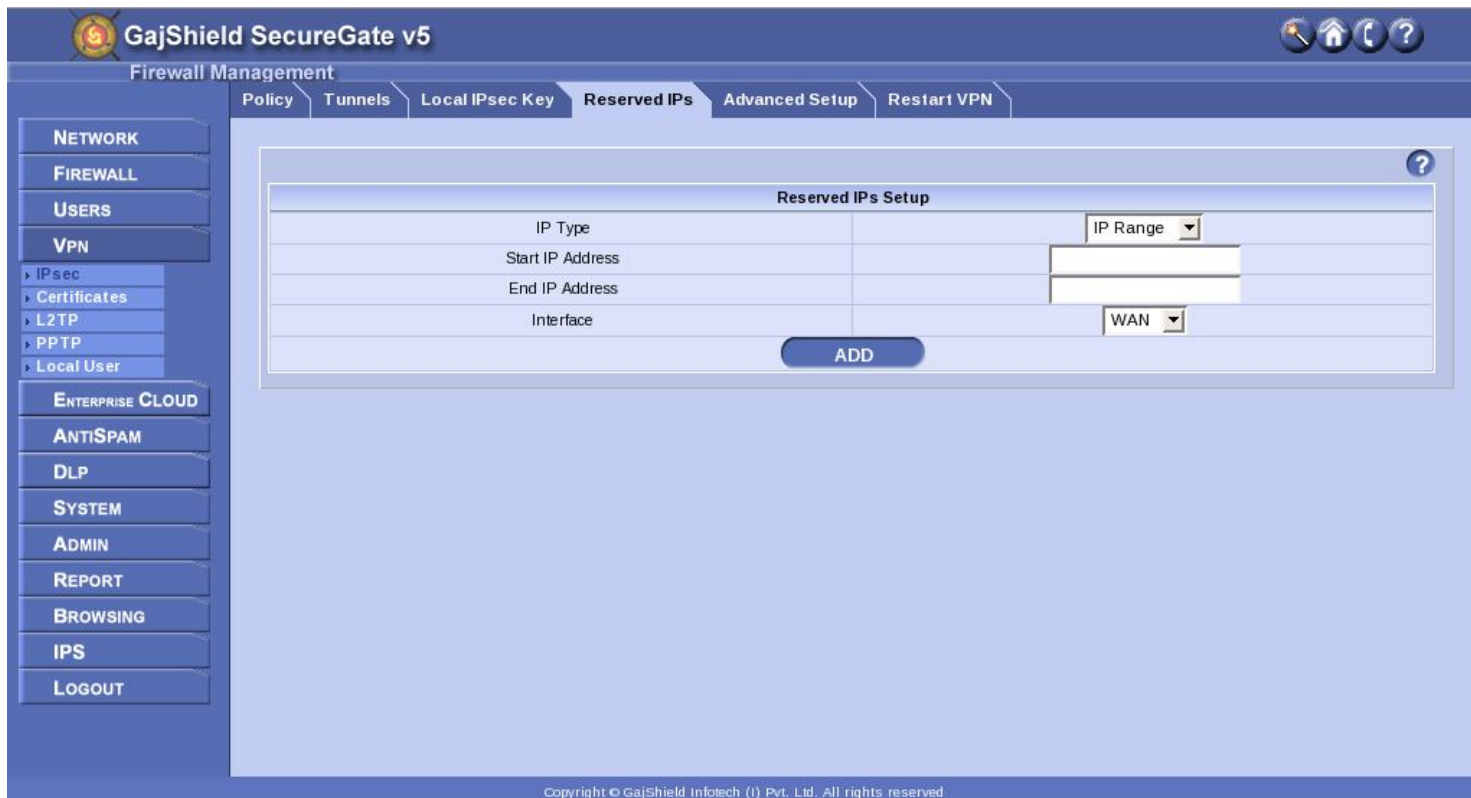 GajShield SecureGate v5
?
Firewall Management
Policy Tunnels Local IPsec Key Reserved IPs Advanced Setup Restart VPN
NETWORK
FIREWALL
USERS
VPN
IPsec
Certificates
L2TP
PPTP
Local User
ENTERPRISE CLOUD
ANTISPAM
DLP
SYSTEM
ADMIN
REPORT
BROWSING
IPS
LOGOUT
?
Reserved IPs Setup
IP Type IP Range
Start IP Address
End IP Address
Interface WAN
ADD
Copyright © GajShield Infotech (I) Pvt. Ltd. All rights reserved